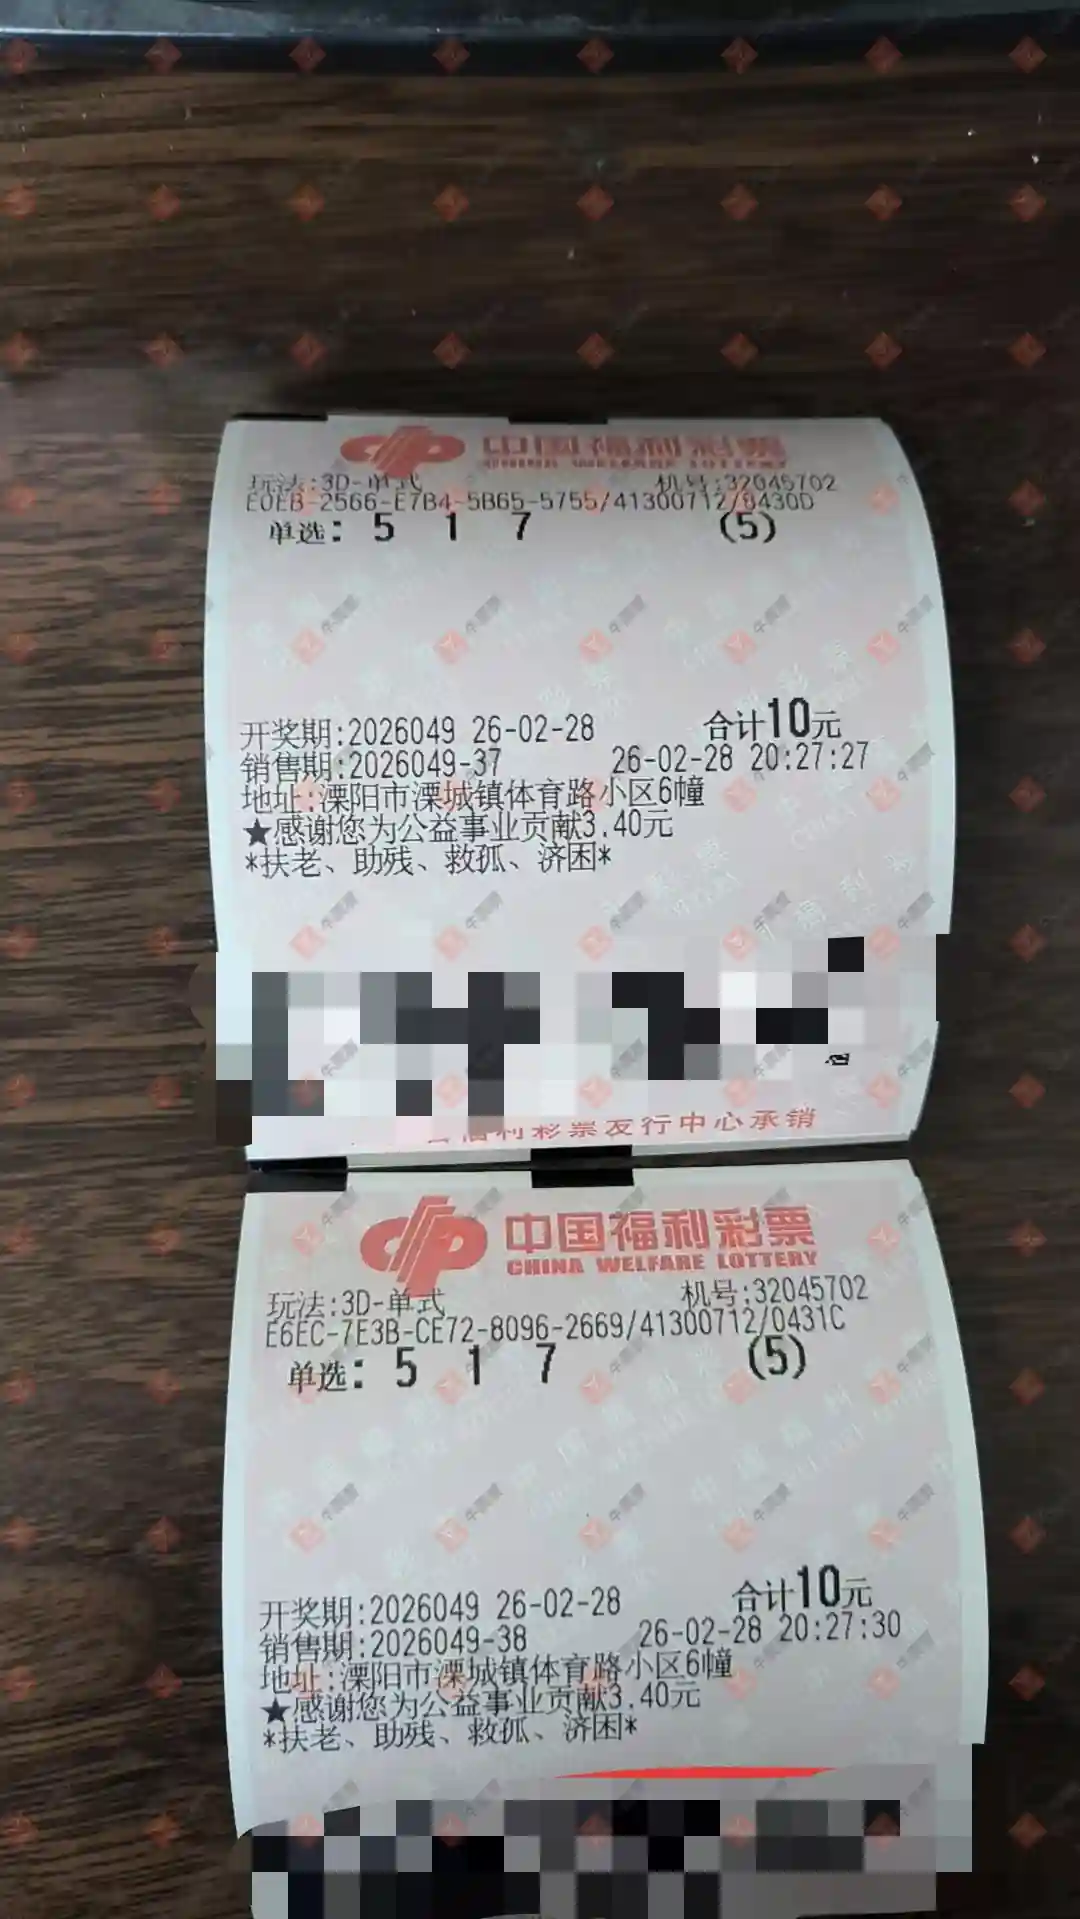 中国福利彩票
CHINA WELFARE LOTTERY
玩法:3D-单式 机号:32045702
E0EB-2566-E7B4-5B65-5755/41300712/0430D
单选: 5 1 7 (5)
开奖期:2026049 26-02-28 合计10元
销售期:2026049-37 26-02-28 20:27:27
地址:溧阳市溧城镇体育路小区6幢
★感谢您为公益事业贡献3.40元
*扶老、助残、救孤、济困*
福利彩票发行中心承销
中国福利彩票
CHINA WELFARE LOTTERY
玩法:3D-单式 机号:32045702
E6EC-7E3B-CE72-8096-2669/41300712/0431C
单选: 5 1 7 (5)
开奖期:2026049 26-02-28 合计10元
销售期:2026049-38 26-02-28 20:27:30
地址:溧阳市溧城镇体育路小区6幢
★感谢您为公益事业贡献3.40元
*扶老、助残、救孤、济困*